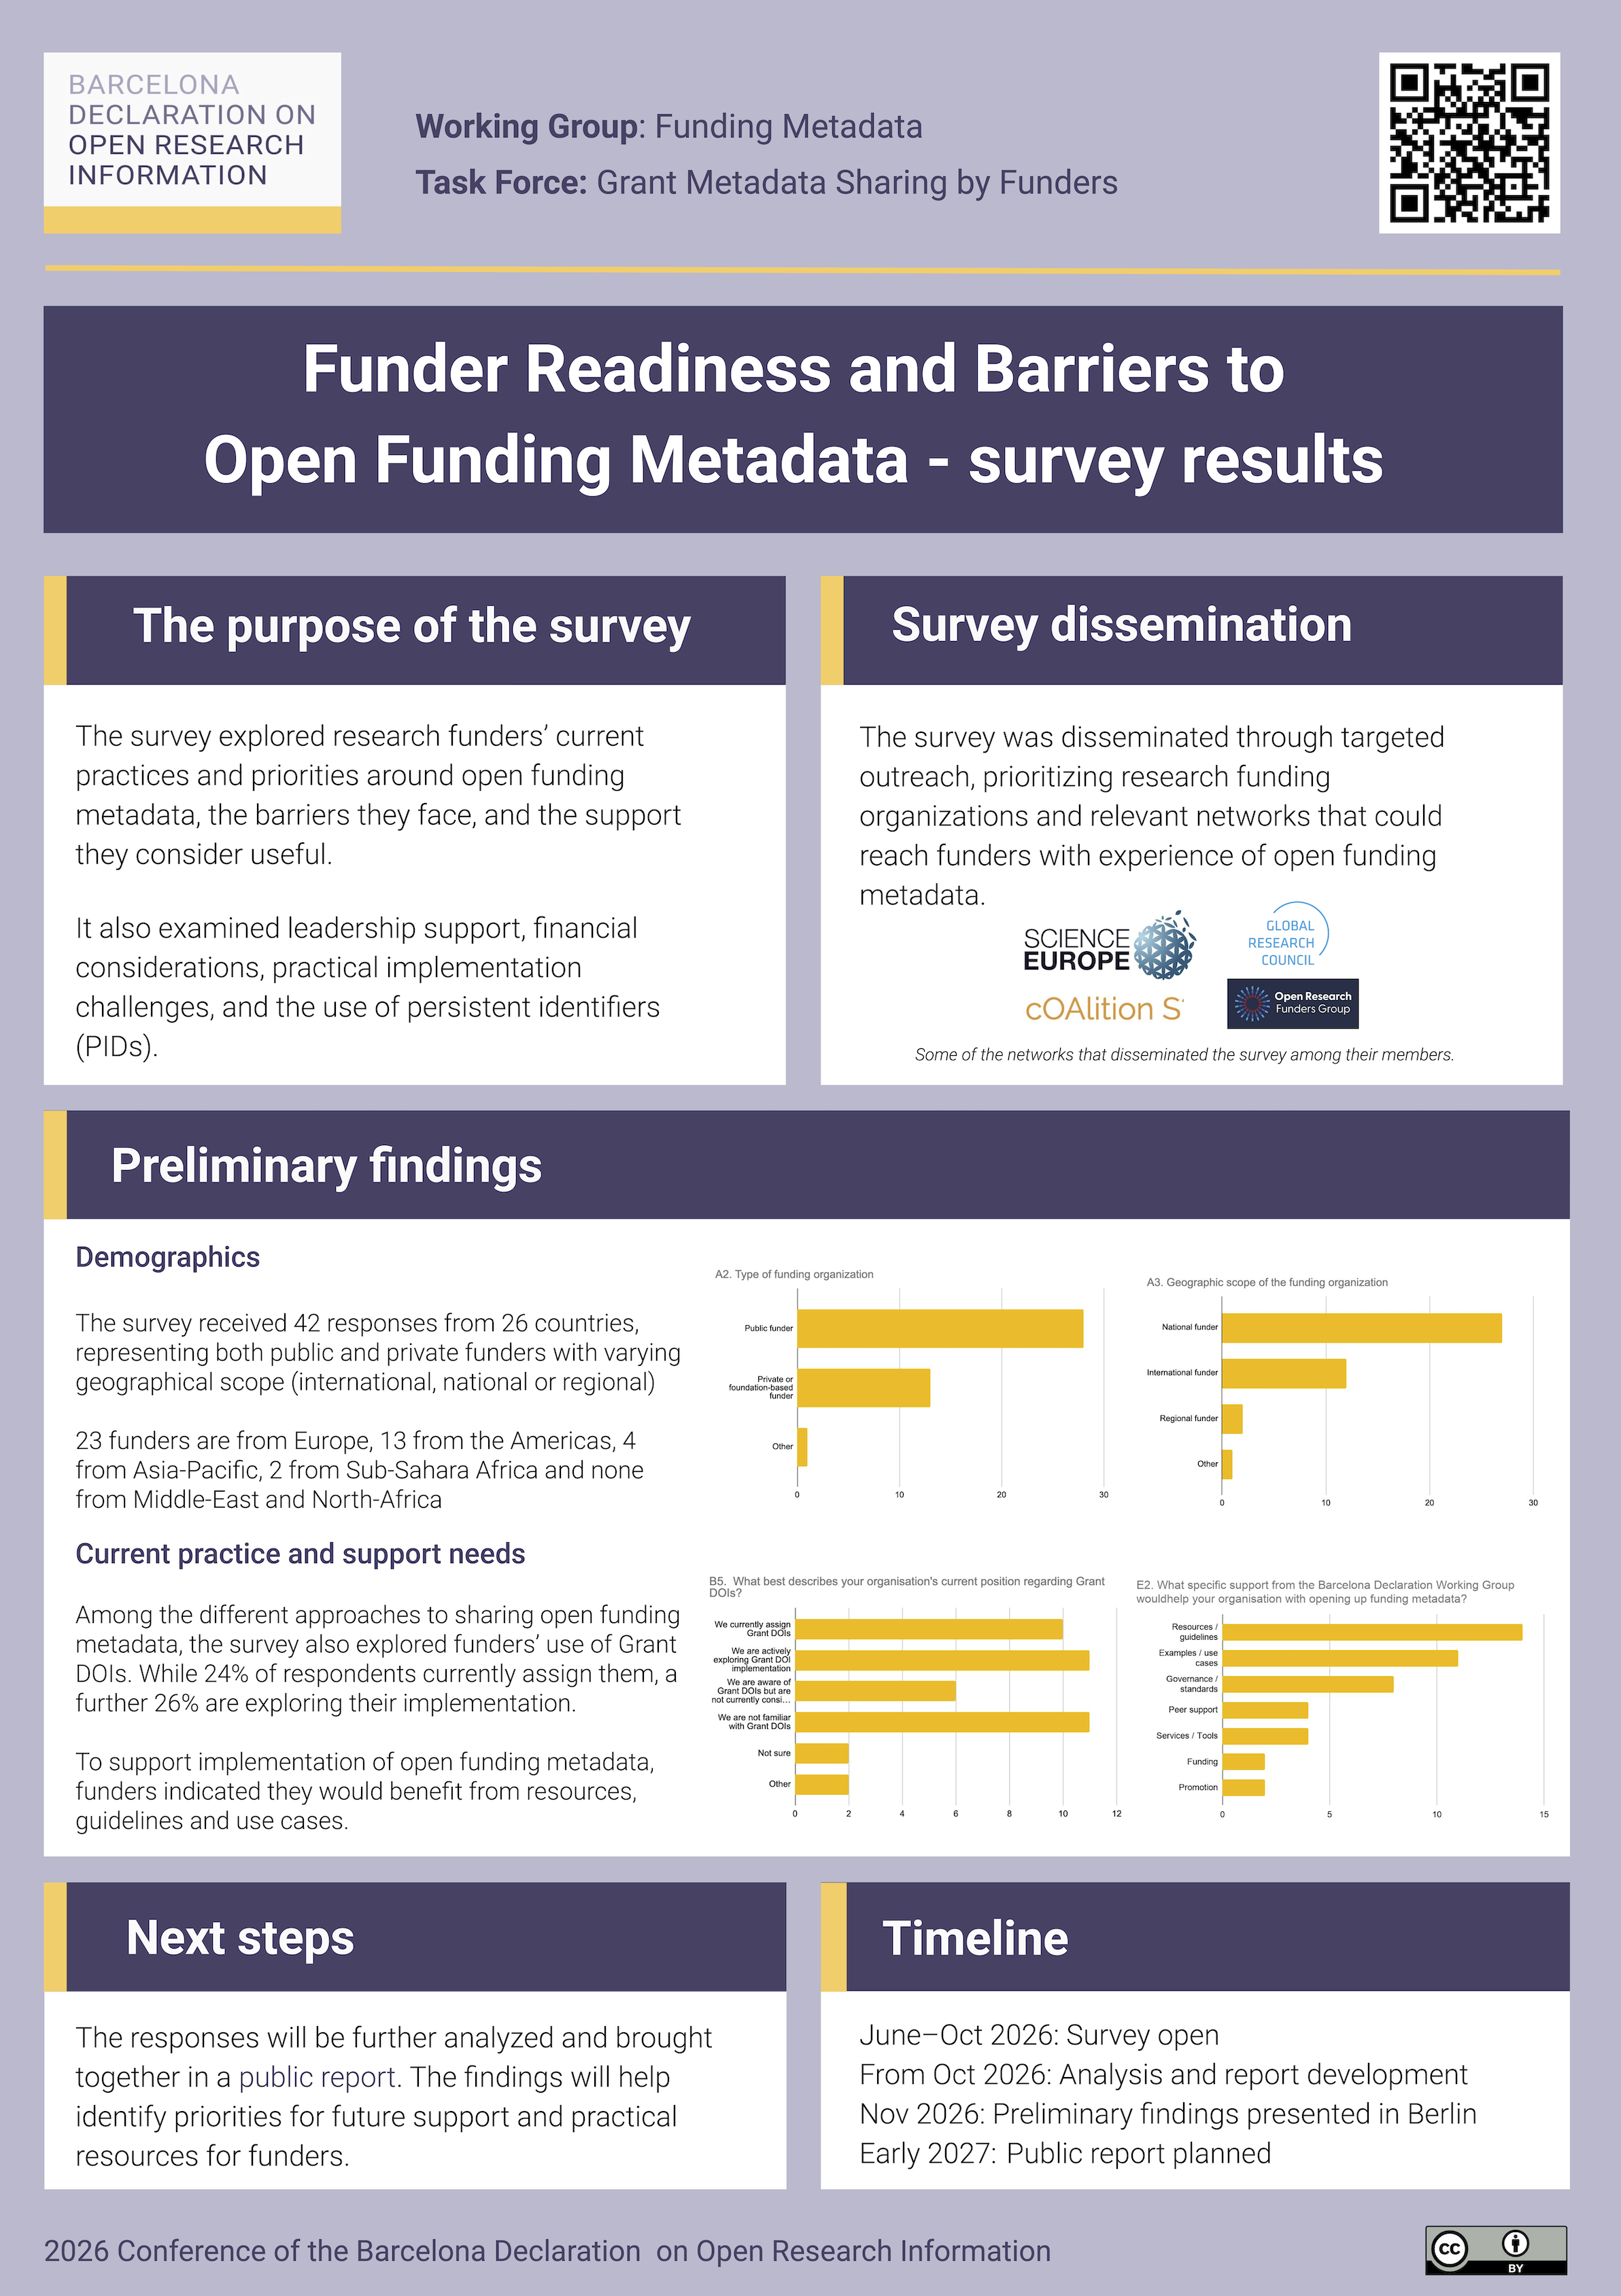 BARCELONA
DECLARATION ON
OPEN RESEARCH
INFORMATION
Working Group: Funding Metadata
Task Force: Grant Metadata Sharing by Funders
Funder Readiness and Barriers to
Open Funding Metadata - survey results
The purpose of the survey
The survey explored research funders’ current
practices and priorities around open funding
metadata, the barriers they face, and the support
they consider useful.
It also examined leadership support, financial
considerations, practical implementation
challenges, and the use of persistent identifiers
(PIDs).
Survey dissemination
The survey was disseminated through targeted
outreach, prioritizing research funding
organizations and relevant networks that could
reach funders with experience of open funding
metadata.
SCIENCE
EUROPE
GLOBAL
RESEARCH
COUNCIL
cOAlition S
Open Research
Funders Group
Some of the networks that disseminated the survey among their members.
Preliminary findings
Demographics
The survey received 42 responses from 26 countries,
representing both public and private funders with varying
geographical scope (international, national or regional)
23 funders are from Europe, 13 from the Americas, 4
from Asia-Pacific, 2 from Sub-Sahara Africa and none
from Middle-East and North-Africa
A2. Type of funding organization
Public funder
Private or
foundation-based
funder
Other
0 10 20 30
A3. Geographic scope of the funding organization
National funder
International funder
Regional funder
Other
0 10 20 30
Current practice and support needs
Among the different approaches to sharing open funding
metadata, the survey also explored funders’ use of Grant
DOIs. While 24% of respondents currently assign them, a
further 26% are exploring their implementation.
To support implementation of open funding metadata,
funders indicated they would benefit from resources,
guidelines and use cases.
B5. What best describes your organisation's current position regarding Grant
DOIs?
We currently assign
Grant DOIs
We are actively
exploring Grant DOI
implementation
We are aware of
Grant DOIs but are
not currently consi...
We are not familiar
with Grant DOIs
Not sure
Other
0 2 4 6 8 10 12
E2. What specific support from the Barcelona Declaration Working Group
wouldhelp your organisation with opening up funding metadata?
Resources /
guidelines
Examples / use
cases
Governance /
standards
Peer support
Services / Tools
Funding
Promotion
0 5 10 15
Next steps
The responses will be further analyzed and brought
together in a public report. The findings will help
identify priorities for future support and practical
resources for funders.
Timeline
June–Oct 2026: Survey open
From Oct 2026: Analysis and report development
Nov 2026: Preliminary findings presented in Berlin
Early 2027: Public report planned
2026 Conference of the Barcelona Declaration on Open Research Information
cc
BY